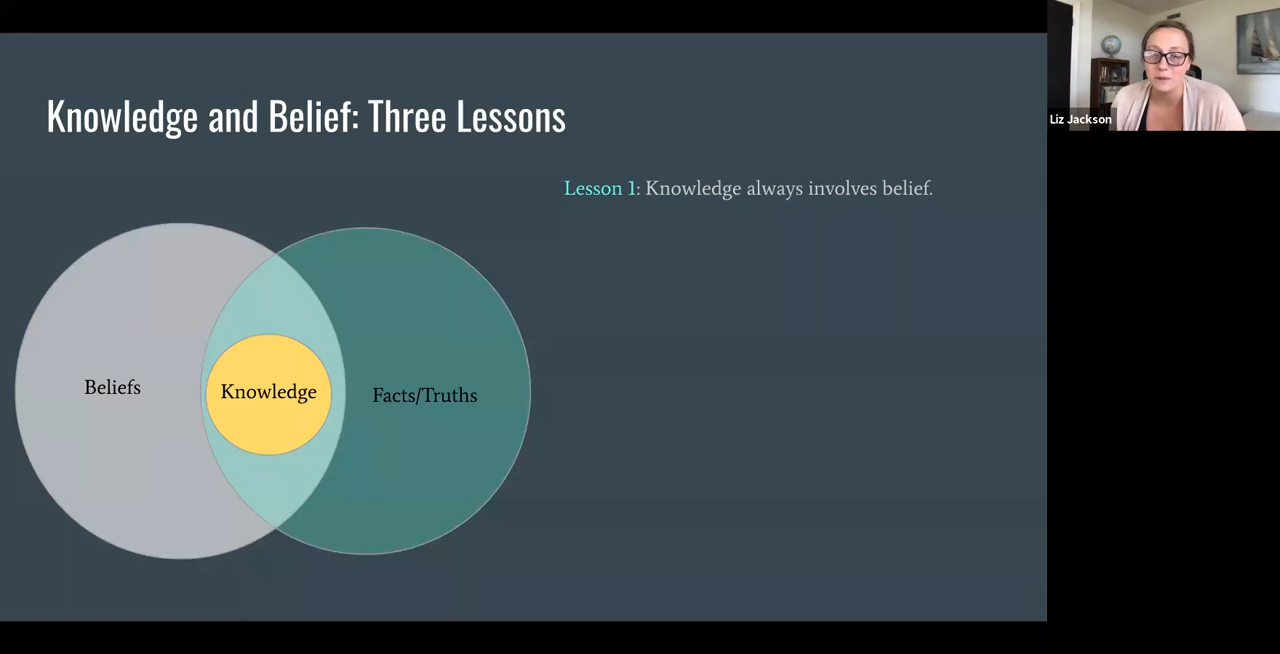 Knowledge and Belief: Three Lessons
Liz Jackson
Lesson 1: Knowledge always involves belief.
Beliefs
Knowledge
Facts/Truths